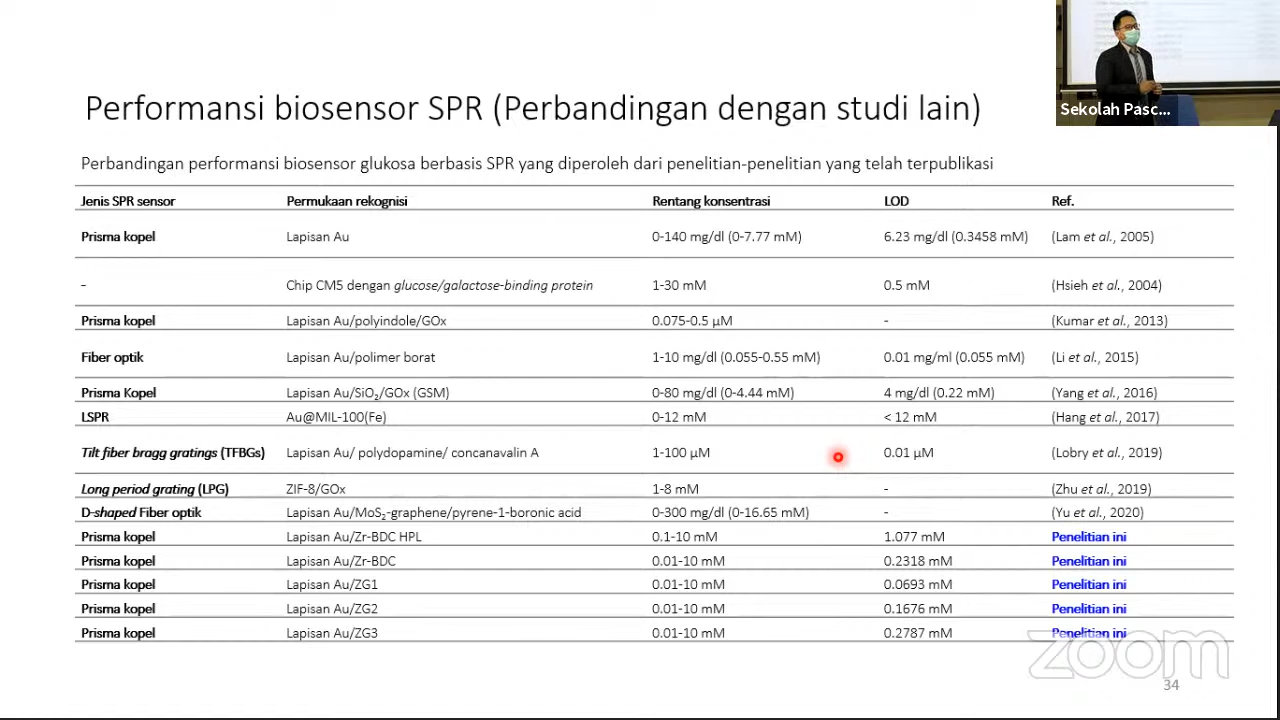 Sekolah Pasc...
Performansi biosensor SPR (Perbandingan dengan studi lain)
Perbandingan performansi biosensor glukosa berbasis SPR yang diperoleh dari penelitian-penelitian yang telah terpublikasi
Jenis SPR sensor Permukaan rekognisi Rentang konsentrasi LOD Ref.
Prisma kopel Lapisan Au 0-140 mg/dl (0-7.77 mM) 6.23 mg/dl (0.3458 mM) (Lam et al., 2005)
- Chip CM5 dengan glucose/galactose-binding protein 1-30 mM 0.5 mM (Hsieh et al., 2004)
Prisma kopel Lapisan Au/polyindole/GOx 0.075-0.5 µM - (Kumar et al., 2013)
Fiber optik Lapisan Au/polimer borat 1-10 mg/dl (0.055-0.55 mM) 0.01 mg/ml (0.055 mM) (Li et al., 2015)
Prisma Kopel Lapisan Au/SiO₂/GOx (GSM) 0-80 mg/dl (0-4.44 mM) 4 mg/dl (0.22 mM) (Yang et al., 2016)
LSPR Au@MIL-100(Fe) 0-12 mM < 12 mM (Hang et al., 2017)
Tilt fiber bragg gratings (TFBGs) Lapisan Au/ polydopamine/ concanavalin A 1-100 µM 0.01 µM (Lobry et al., 2019)
Long period grating (LPG) ZIF-8/GOx 1-8 mM - (Zhu et al., 2019)
D-shaped Fiber optik Lapisan Au/MoS₂-graphene/pyrene-1-boronic acid 0-300 mg/dl (0-16.65 mM) - (Yu et al., 2020)
Prisma kopel Lapisan Au/Zr-BDC HPL 0.1-10 mM 1.077 mM Penelitian ini
Prisma kopel Lapisan Au/Zr-BDC 0.01-10 mM 0.2318 mM Penelitian ini
Prisma kopel Lapisan Au/ZG1 0.01-10 mM 0.0693 mM Penelitian ini
Prisma kopel Lapisan Au/ZG2 0.01-10 mM 0.1676 mM Penelitian ini
Prisma kopel Lapisan Au/ZG3 0.01-10 mM 0.2787 mM Penelitian ini
zoom
34